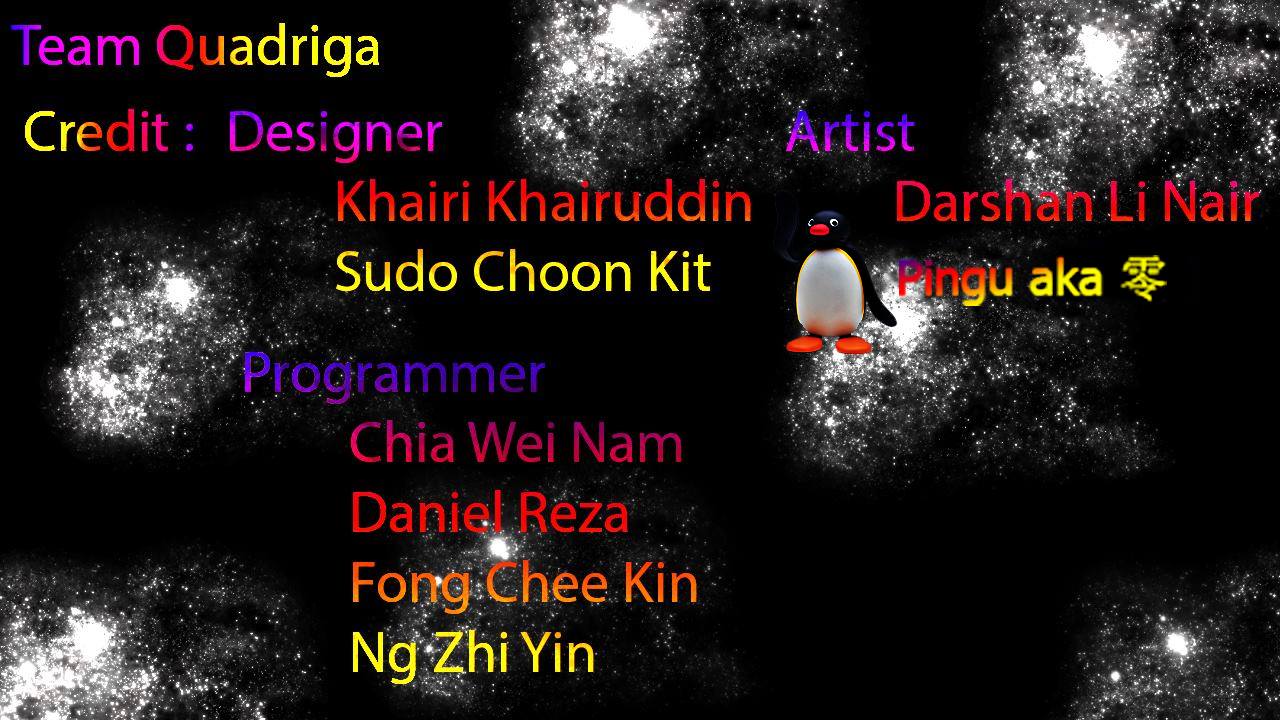 Team Quadriga
Credit : Designer
Khairi Khairuddin
Sudo Choon Kit
Artist
Darshan Li Nair
Pingu aka 零
Programmer
Chia Wei Nam
Daniel Reza
Fong Chee Kin
Ng Zhi Yin